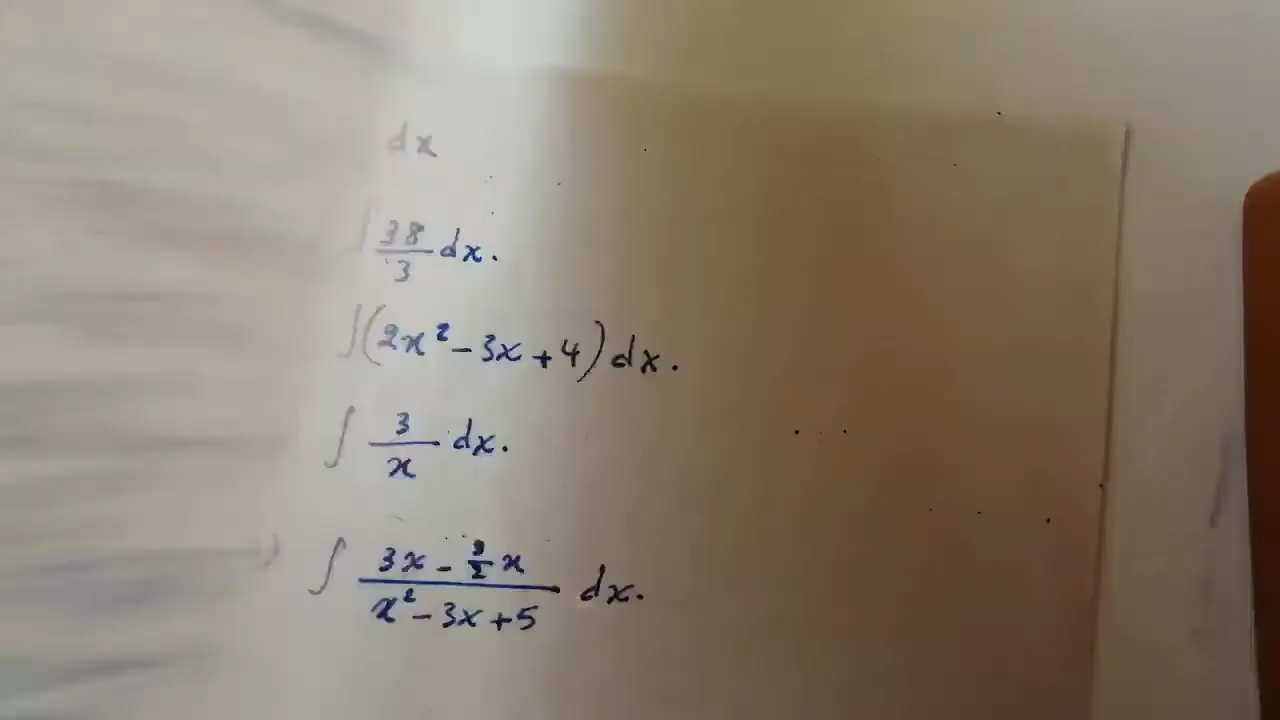 dx
∫ 38/3 dx.
∫(2x² - 3x + 4) dx.
∫ 3/x dx.
) ∫ (3x - 3/2 x)/(x² - 3x + 5) dx.